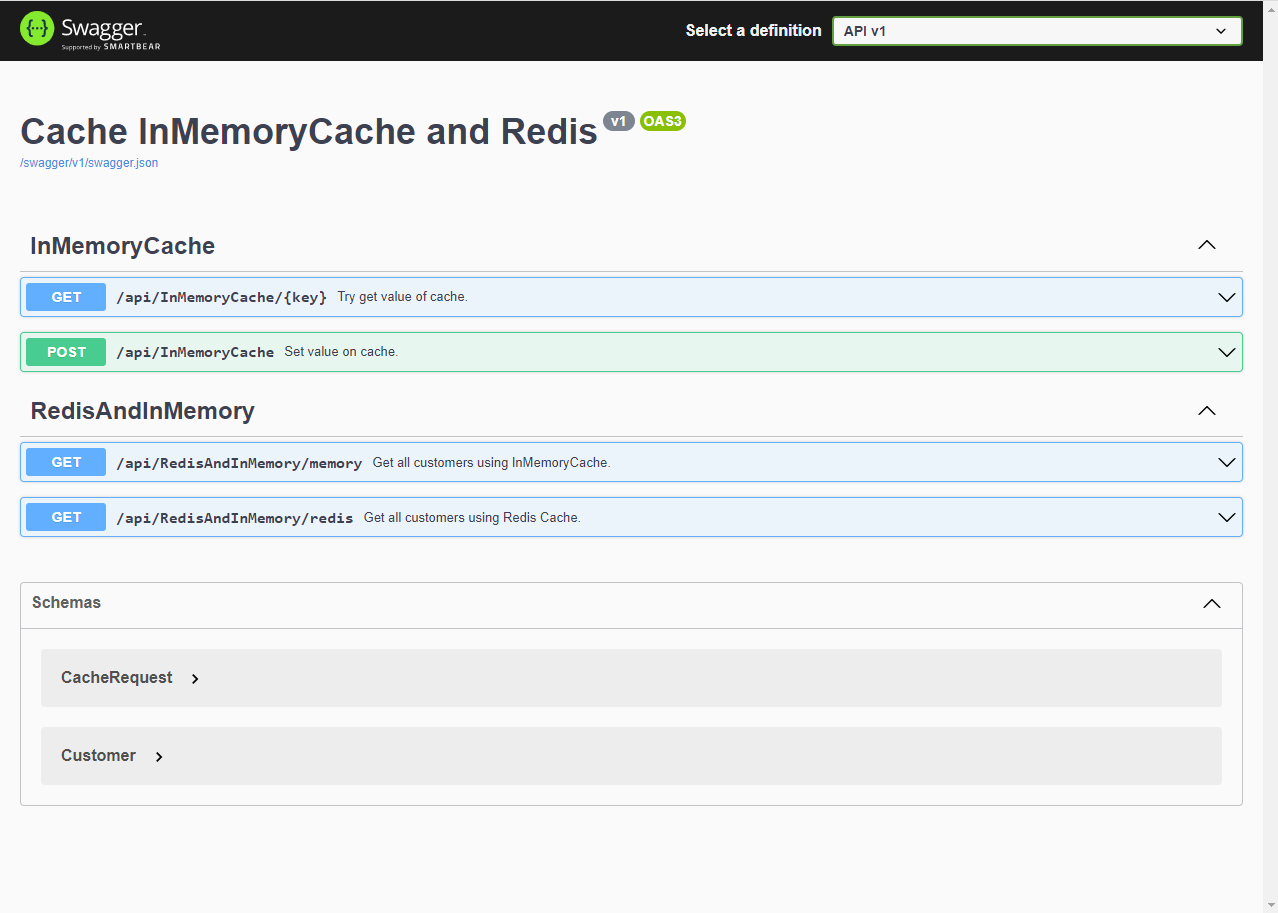 {···} Swagger
Supported by SMARTBEAR
Select a definition API v1
Cache InMemoryCache and Redis v1 OAS3
/swagger/v1/swagger.json
InMemoryCache
GET /api/InMemoryCache/{key} Try get value of cache.
POST /api/InMemoryCache Set value on cache.
RedisAndInMemory
GET /api/RedisAndInMemory/memory Get all customers using InMemoryCache.
GET /api/RedisAndInMemory/redis Get all customers using Redis Cache.
Schemas
CacheRequest
Customer